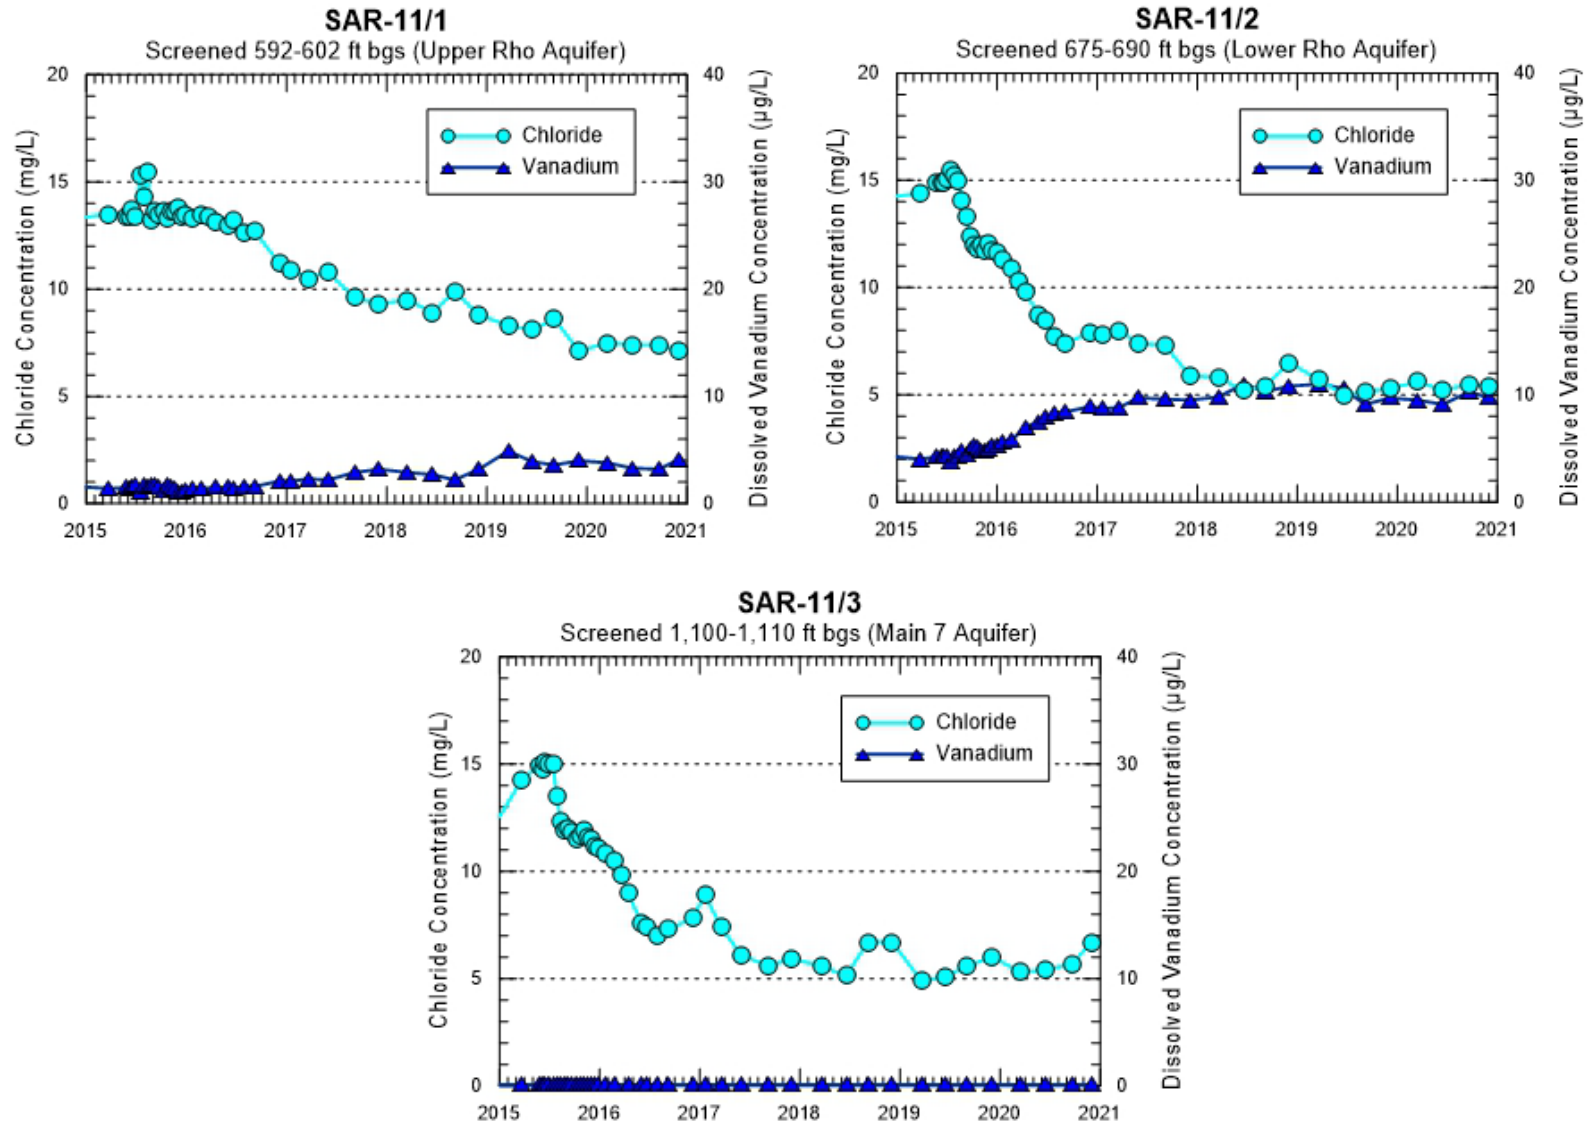 SAR-11/1
Screened 592-602 ft bgs (Upper Rho Aquifer)
Chloride Concentration (mg/L)
20
15
10
5
0
Chloride
Vanadium
40
30
20
10
0
Dissolved Vanadium Concentration (µg/L)
2015 2016 2017 2018 2019 2020 2021
SAR-11/2
Screened 675-690 ft bgs (Lower Rho Aquifer)
Chloride Concentration (mg/L)
20
15
10
5
0
Chloride
Vanadium
40
30
20
10
0
Dissolved Vanadium Concentration (µg/L)
2015 2016 2017 2018 2019 2020 2021
SAR-11/3
Screened 1,100-1,110 ft bgs (Main 7 Aquifer)
Chloride Concentration (mg/L)
20
15
10
5
0
Chloride
Vanadium
40
30
20
10
0
Dissolved Vanadium Concentration (µg/L)
2015 2016 2017 2018 2019 2020 2021